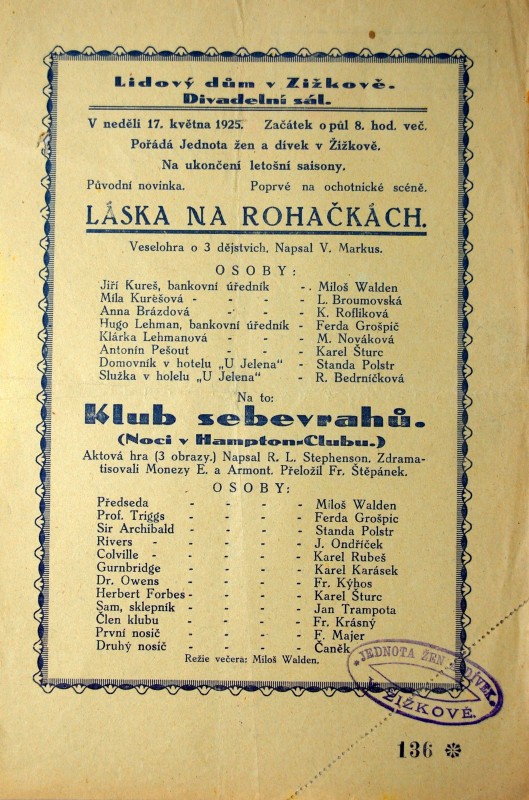 Lidový dům v Zižkově.
Divadelní sál.
V neděli 17. května 1925. Začátek o půl 8. hod. več.
Pořádá Jednota žen a dívek v Žižkově.
Na ukončení letošní saisony.
Původní novinka. Poprvé na ochotnické scéně.
LÁSKA NA ROHAČKÁCH.
Veselohra o 3 dějstvích, Napsal V. Markus.
OSOBY:
Jiří Kureš, bankovní úředník - Miloš Walden
Míla Kurešová - - - L. Broumovská
Anna Brázdová - - - K. Rofliková
Hugo Lehman, bankovní úředník - Ferda Grošpič
Klárka Lehmanová - - - M. Nováková
Antonín Pešout - - - Karel Šturc
Domovník v hotelu „U Jelena" - Standa Polstr
Služka v holelu „U Jelena" - R. Bedrníčková
Na to:
Klub sebevrahů.
(Noci v Hampton-Clubu.)
Aktová hra (3 obrazy.) Napsal R. L. Stephenson. Zdrama-
tisovali Monezy E. a Armont. Přeložil Fr. Štěpánek.
OSOBY:
Předseda - - - - Miloš Walden
Prof. Triggs - - - - Ferda Grošpic
Sir Archibald - - - - Standa Polstr
Rivers - - - - - J. Ondříček
Colville - - - - - Karel Rubeš
Gurnbridge - - - - Karel Karásek
Dr. Owens - - - - Fr. Kýhos
Herbert Forbes - - - - Karel Šturc
Sam, sklepník - - - - Jan Trampota
Člen klubu - - - - Fr. Krásný
První nosič - - - - F. Majer
Druhý nosič - - - - Čaněk
Režie večera: Miloš Walden.
JEDNOTA ŽEN A DÍVEK
V ŽIŽKOVĚ.
136